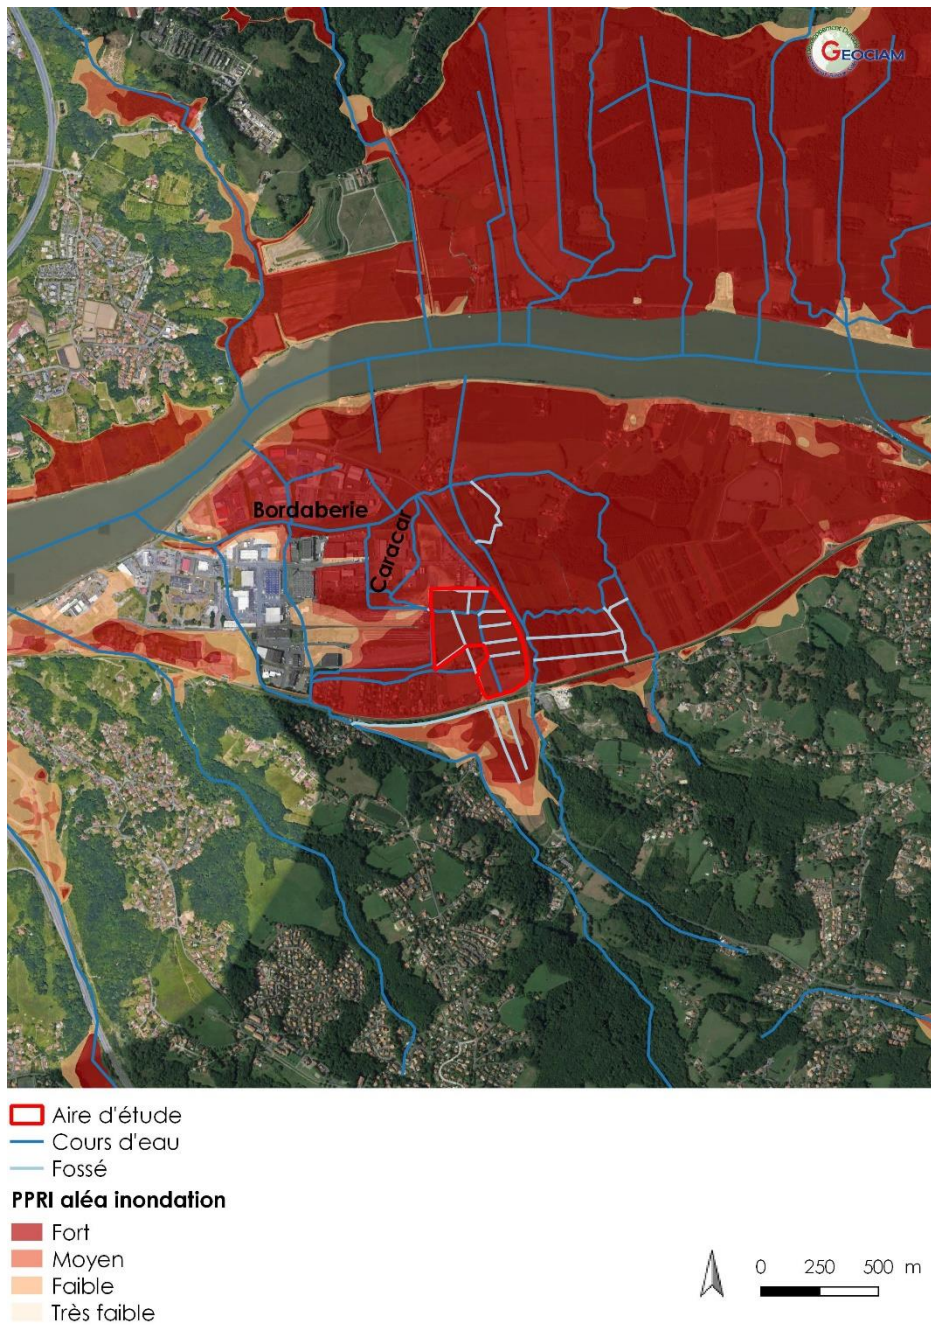 GEOCIAM
Bordaberie
Caracar
Aire d'étude
Cours d'eau
Fossé
PPRI aléa inondation
Fort
Moyen
Faible
Très faible
0 250 500 m